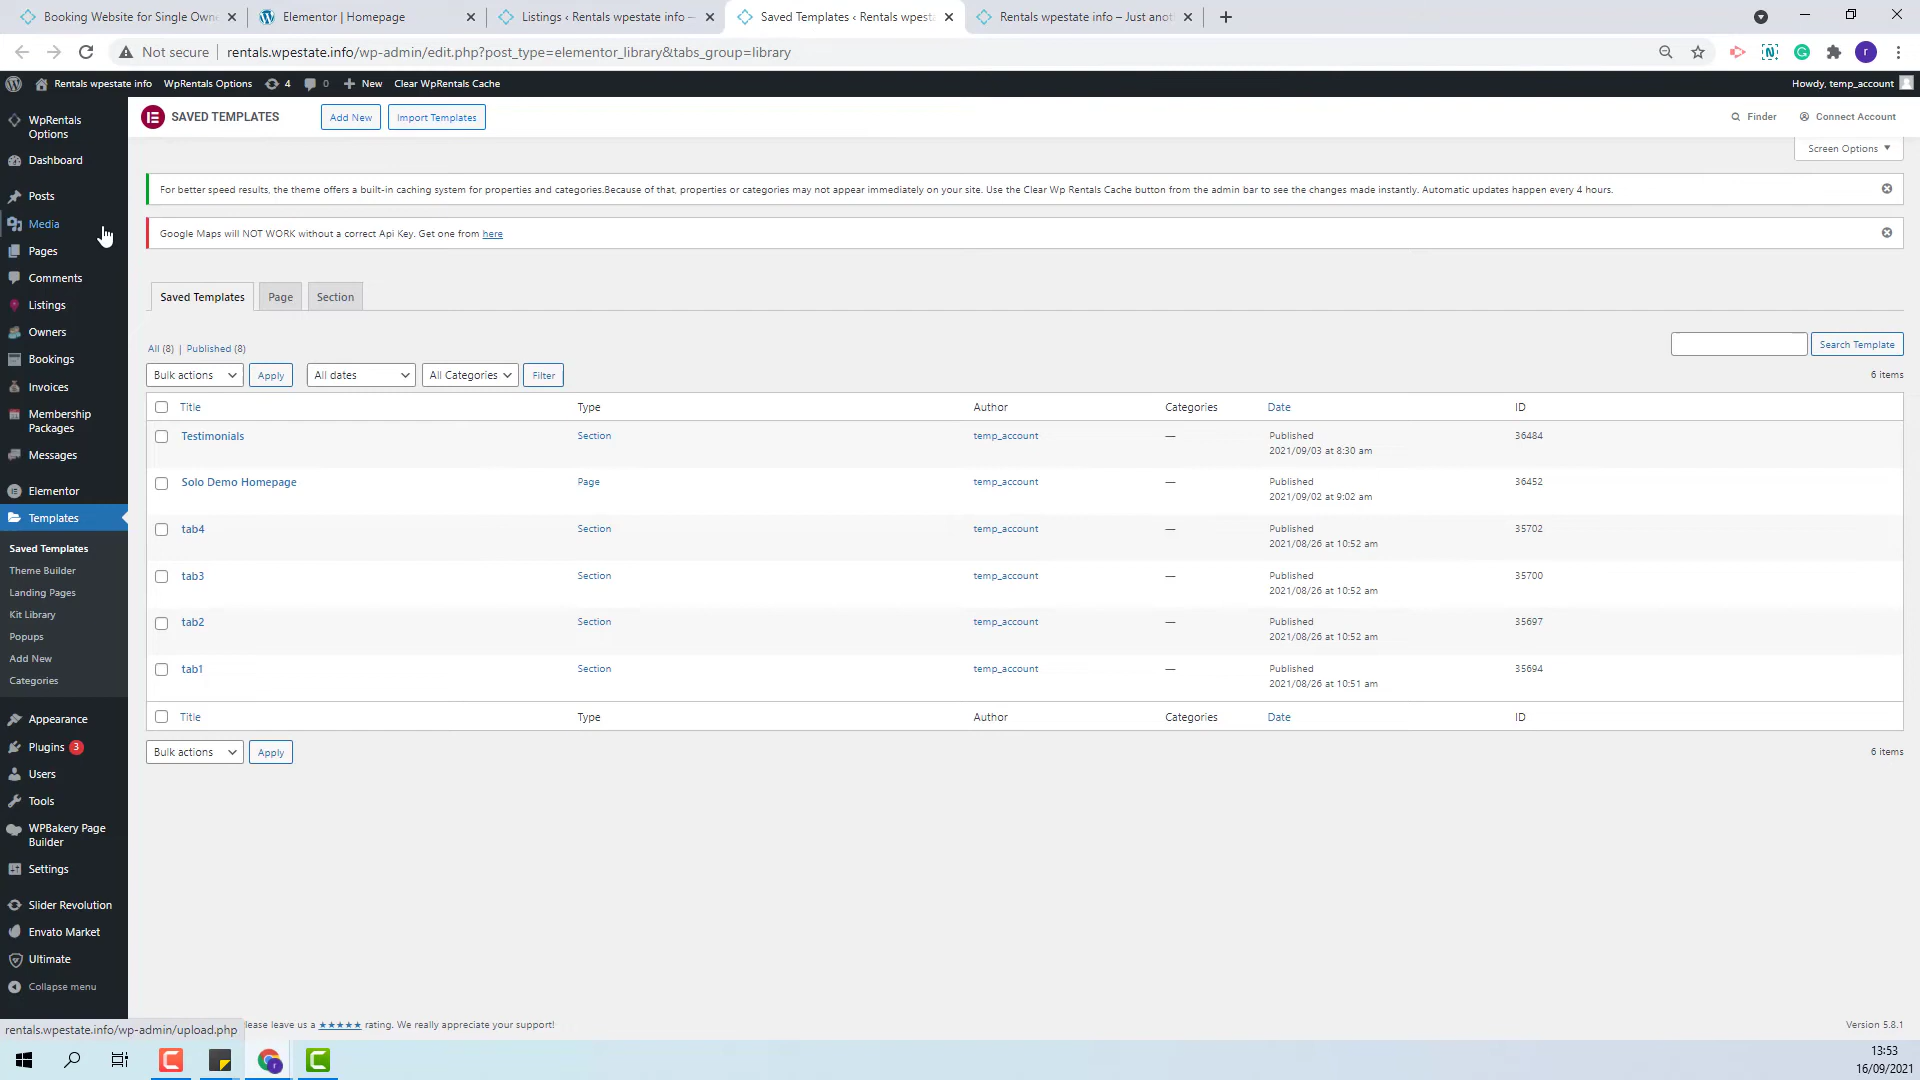 Booking Website for Single Own
Elementor | Homepage
Listings ‹ Rentals wpestate info —
Saved Templates ‹ Rentals wpesta
Rentals wpestate info – Just anot
Not secure
rentals.wpestate.info/wp-admin/edit.php?post_type=elementor_library&tabs_group=library
r
Rentals wpestate info
WpRentals Options
4
0
New
Clear WpRentals Cache
Howdy, temp_account
WpRentals
Options
Dashboard
Posts
Media
Pages
Comments
Listings
Owners
Bookings
Invoices
Membership
Packages
Messages
Elementor
Templates
Saved Templates
Theme Builder
Landing Pages
Kit Library
Popups
Add New
Categories
Appearance
Plugins 3
Users
Tools
WPBakery Page
Builder
Settings
Slider Revolution
Envato Market
Ultimate
Collapse menu
SAVED TEMPLATES
Add New
Import Templates
Finder
Connect Account
Screen Options
For better speed results, the theme offers a built-in caching system for properties and categories.Because of that, properties or categories may not appear immediately on your site. Use the Clear Wp Rentals Cache button from the admin bar to see the changes made instantly. Automatic updates happen every 4 hours.
Google Maps will NOT WORK without a correct Api Key. Get one from here
Saved Templates
Page
Section
All (8) | Published (8)
Search Template
Bulk actions
Apply
All dates
All Categories
Filter
6 items
Title Type Author Categories Date ID
Testimonials Section temp_account — Published 36484
2021/09/03 at 8:30 am
Solo Demo Homepage Page temp_account — Published 36452
2021/09/02 at 9:02 am
tab4 Section temp_account — Published 35702
2021/08/26 at 10:52 am
tab3 Section temp_account — Published 35700
2021/08/26 at 10:52 am
tab2 Section temp_account — Published 35697
2021/08/26 at 10:52 am
tab1 Section temp_account — Published 35694
2021/08/26 at 10:51 am
Title Type Author Categories Date ID
Bulk actions
Apply
6 items
rentals.wpestate.info/wp-admin/upload.php
lease leave us a ★★★★★ rating. We really appreciate your support!
Version 5.8.1
13:53
16/09/2021